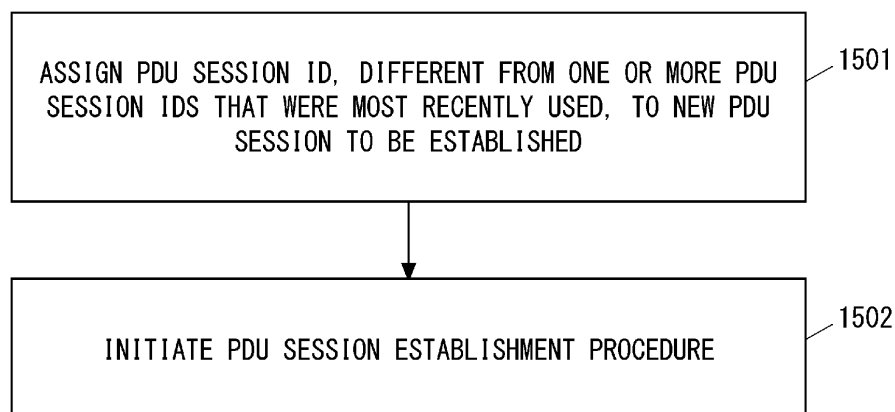 ASSIGN PDU SESSION ID, DIFFERENT FROM ONE OR MORE PDU
SESSION IDS THAT WERE MOST RECENTLY USED, TO NEW PDU
SESSION TO BE ESTABLISHED
1501
INITIATE PDU SESSION ESTABLISHMENT PROCEDURE
1502